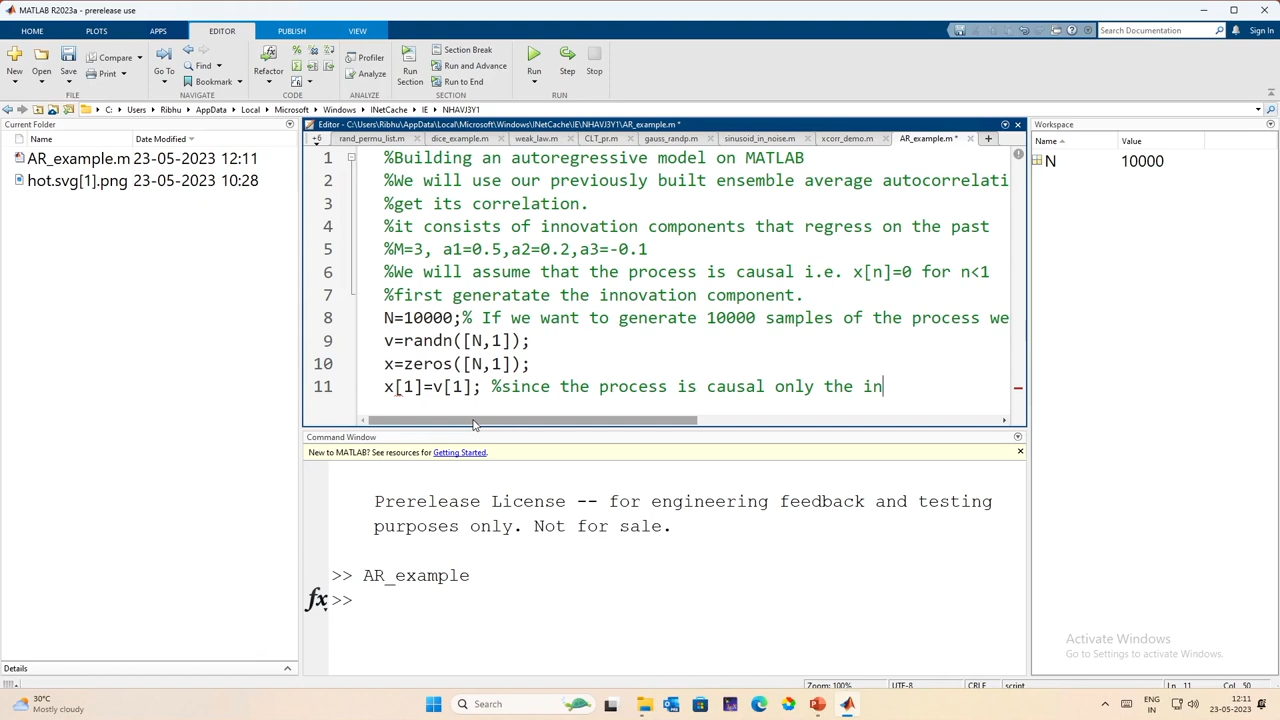 MATLAB R2023a - prerelease use
HOME PLOTS APPS EDITOR PUBLISH VIEW
Search Documentation Sign In
New Open Save Compare Print Go To Find Bookmark Refactor Profiler Analyze Run Section Section Break Run and Advance Run to End Run Step Stop
FILE NAVIGATE CODE ANALYZE SECTION RUN
C: Users Ribhu AppData Local Microsoft Windows INetCache IE NHAVJ3Y1
Current Folder
Name Date Modified
AR_example.m 23-05-2023 12:11
hot.svg[1].png 23-05-2023 10:28
Details
Editor - C:\Users\Ribhu\AppData\Local\Microsoft\Windows\INetCache\IE\NHAVJ3Y1\AR_example.m *
+6 rand_permu_list.m dice_example.m weak_law.m CLT_pr.m gauss_randp.m sinusoid_in_noise.m xcorr_demo.m AR_example.m *
1 %Building an autoregressive model on MATLAB
2 %We will use our previously built ensemble average autocorrelati
3 %get its correlation.
4 %it consists of innovation components that regress on the past
5 %M=3, a1=0.5,a2=0.2,a3=-0.1
6 %We will assume that the process is causal i.e. x[n]=0 for n<1
7 %first generatate the innovation component.
8 N=10000;% If we want to generate 10000 samples of the process we
9 v=randn([N,1]);
10 x=zeros([N,1]);
11 x[1]=v[1]; %since the process is causal only the in
Command Window
New to MATLAB? See resources for Getting Started.
Prerelease License -- for engineering feedback and testing
purposes only. Not for sale.
>> AR_example
fx >>
Workspace
Name Value
N 10000
Activate Windows
Go to Settings to activate Windows.
Zoom: 100% UTF-8 CRLF script Ln 11 Col 50
30°C
Mostly cloudy
Search
ENG
IN
12:11
23-05-2023